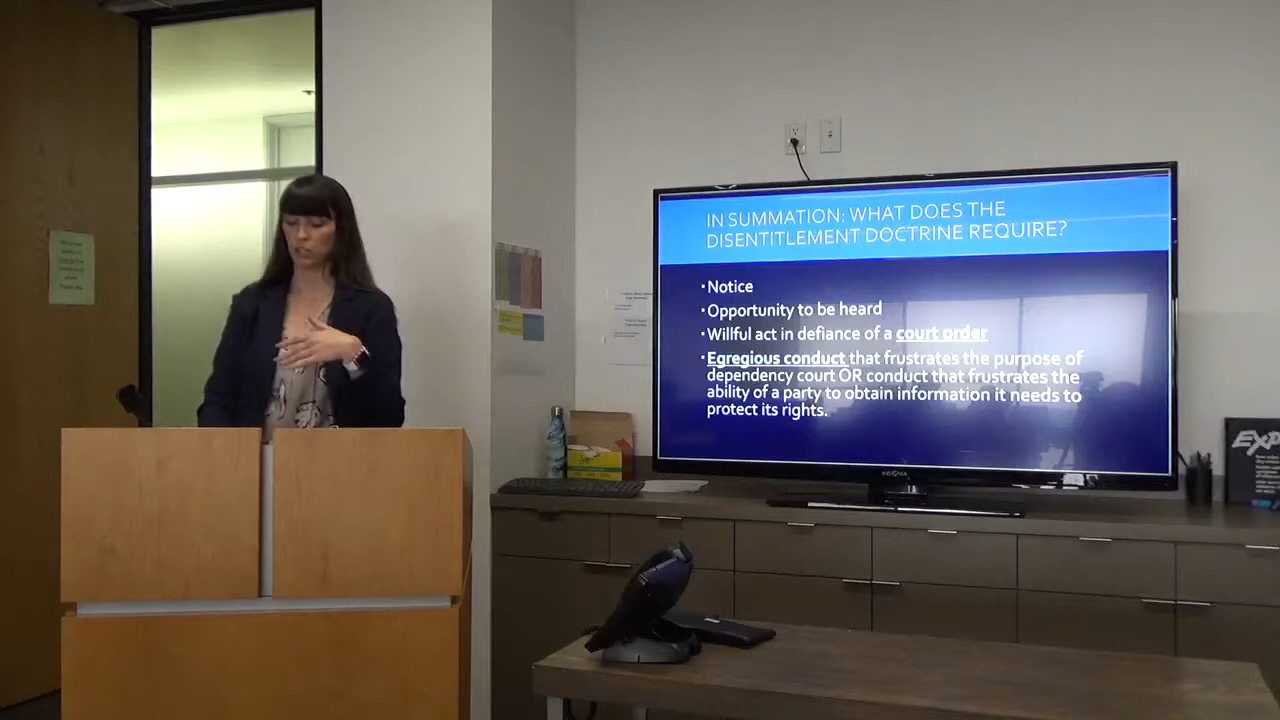 IN SUMMATION: WHAT DOES THE
DISENTITLEMENT DOCTRINE REQUIRE?
▪Notice
▪Opportunity to be heard
▪Willful act in defiance of a court order
▪Egregious conduct that frustrates the purpose of
dependency court OR conduct that frustrates the
ability of a party to obtain information it needs to
protect its rights.
INSIGNIA